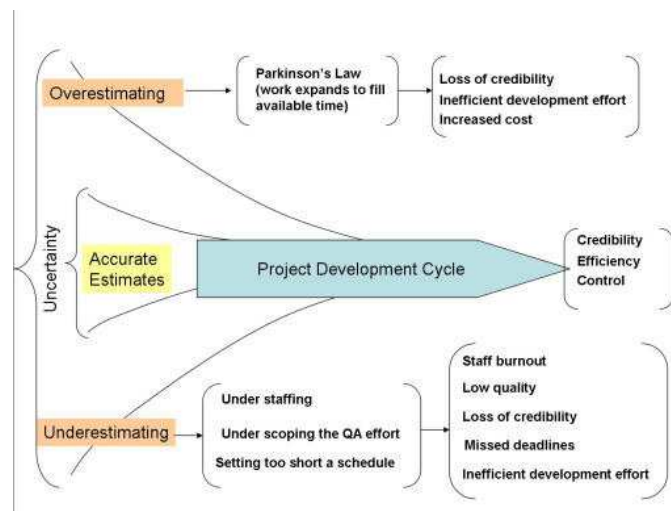 Overestimating
Parkinson's Law
(work expands to fill
available time)
Loss of credibility
Inefficient development effort
Increased cost
Uncertainty
Accurate
Estimates
Project Development Cycle
Credibility
Efficiency
Control
Underestimating
Under staffing
Under scoping the QA effort
Setting too short a schedule
Staff burnout
Low quality
Loss of credibility
Missed deadlines
Inefficient development effort